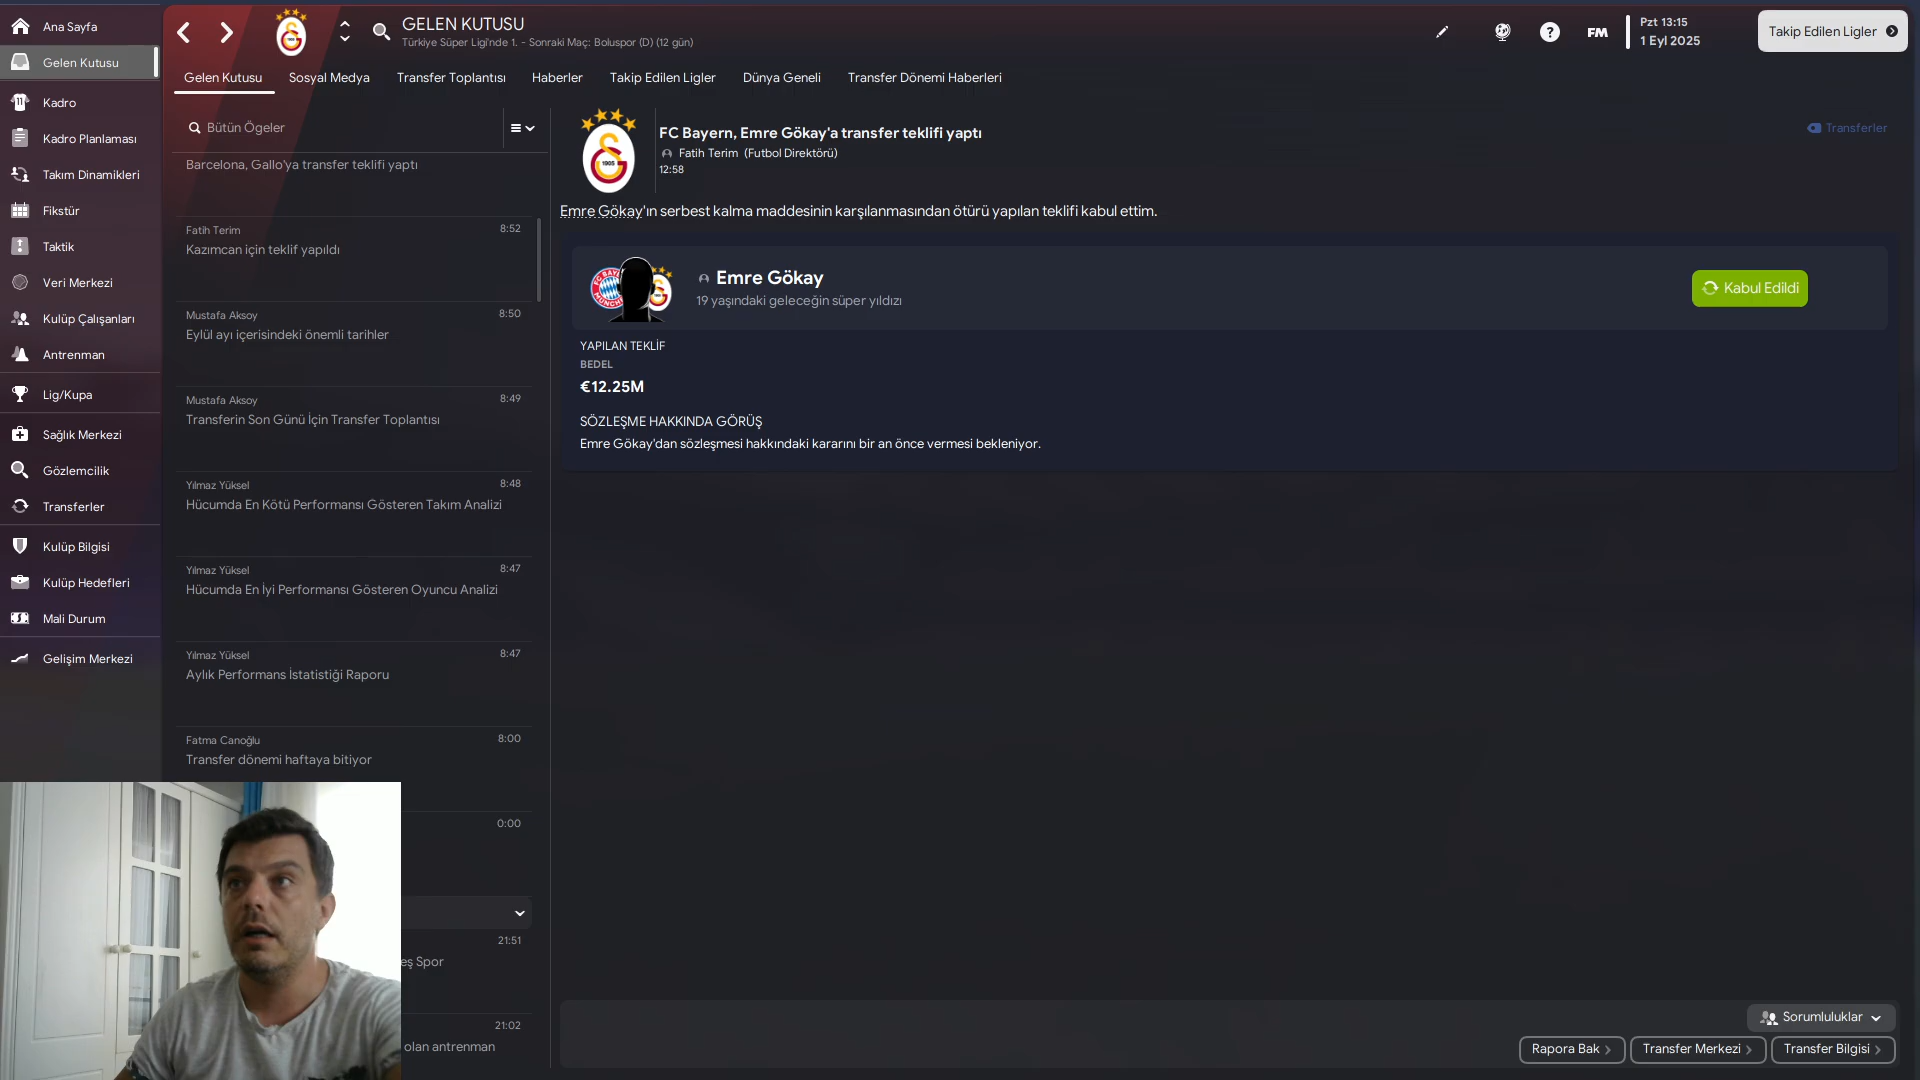 Ana Sayfa
Gelen Kutusu
Kadro
Kadro Planlaması
Takım Dinamikleri
Fikstür
Taktik
Veri Merkezi
Kulüp Çalışanları
Antrenman
Lig/Kupa
Sağlık Merkezi
Gözlemcilik
Transferler
Kulüp Bilgisi
Kulüp Hedefleri
Mali Durum
Gelişim Merkezi
GELEN KUTUSU
Türkiye Süper Ligi'nde 1. - Sonraki Maç: Boluspor (D) (12 gün)
FM
Pzt 13:15
1 Eyl 2025
Takip Edilen Ligler
Gelen Kutusu
Sosyal Medya
Transfer Toplantısı
Haberler
Takip Edilen Ligler
Dünya Geneli
Transfer Dönemi Haberleri
Bütün Ögeler
Barcelona, Gallo'ya transfer teklifi yaptı
Fatih Terim 8:52
Kazımcan için teklif yapıldı
Mustafa Aksoy 8:50
Eylül ayı içerisindeki önemli tarihler
Mustafa Aksoy 8:49
Transferin Son Günü İçin Transfer Toplantısı
Yılmaz Yüksel 8:48
Hücumda En Kötü Performansı Gösteren Takım Analizi
Yılmaz Yüksel 8:47
Hücumda En İyi Performansı Gösteren Oyuncu Analizi
Yılmaz Yüksel 8:47
Aylık Performans İstatistiği Raporu
Fatma Canoğlu 8:00
Transfer dönemi haftaya bitiyor
0:00
21:51
eş Spor
21:02
olan antrenman
1905
FC Bayern, Emre Gökay'a transfer teklifi yaptı
Fatih Terim (Futbol Direktörü)
12:58
Transferler
Emre Gökay'ın serbest kalma maddesinin karşılanmasından ötürü yapılan teklifi kabul ettim.
Emre Gökay
19 yaşındaki geleceğin süper yıldızı
Kabul Edildi
YAPILAN TEKLİF
BEDEL
€12.25M
SÖZLEŞME HAKKINDA GÖRÜŞ
Emre Gökay'dan sözleşmesi hakkındaki kararını bir an önce vermesi bekleniyor.
Sorumluluklar
Rapora Bak
Transfer Merkezi
Transfer Bilgisi